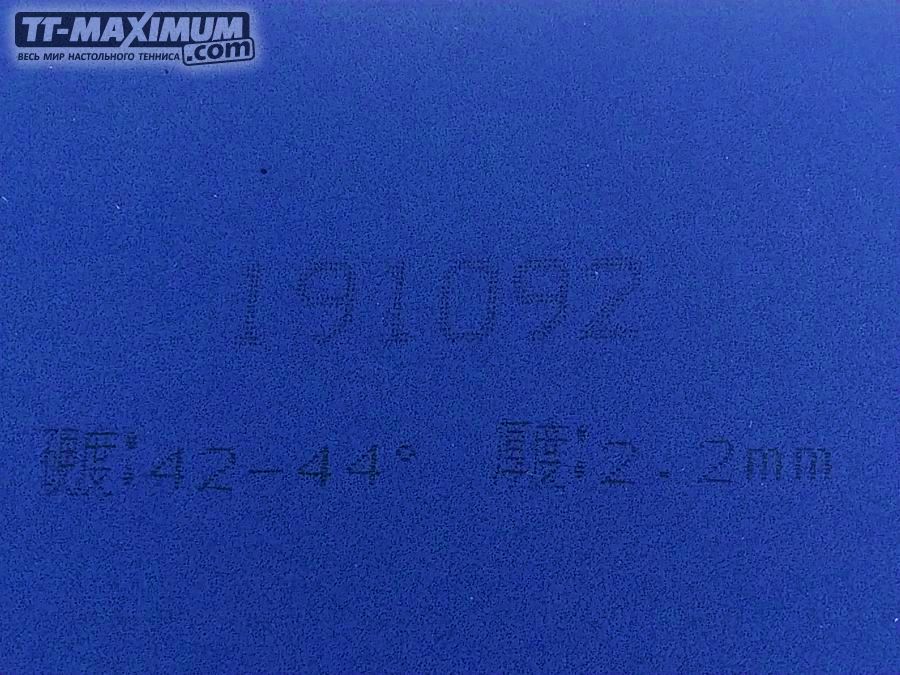 TT-MAXIMUM
.com
ВЕСЬ МИР НАСТОЛЬНОГО ТЕННИСА
191092
硬度:42-44° 厚度:2.2mm